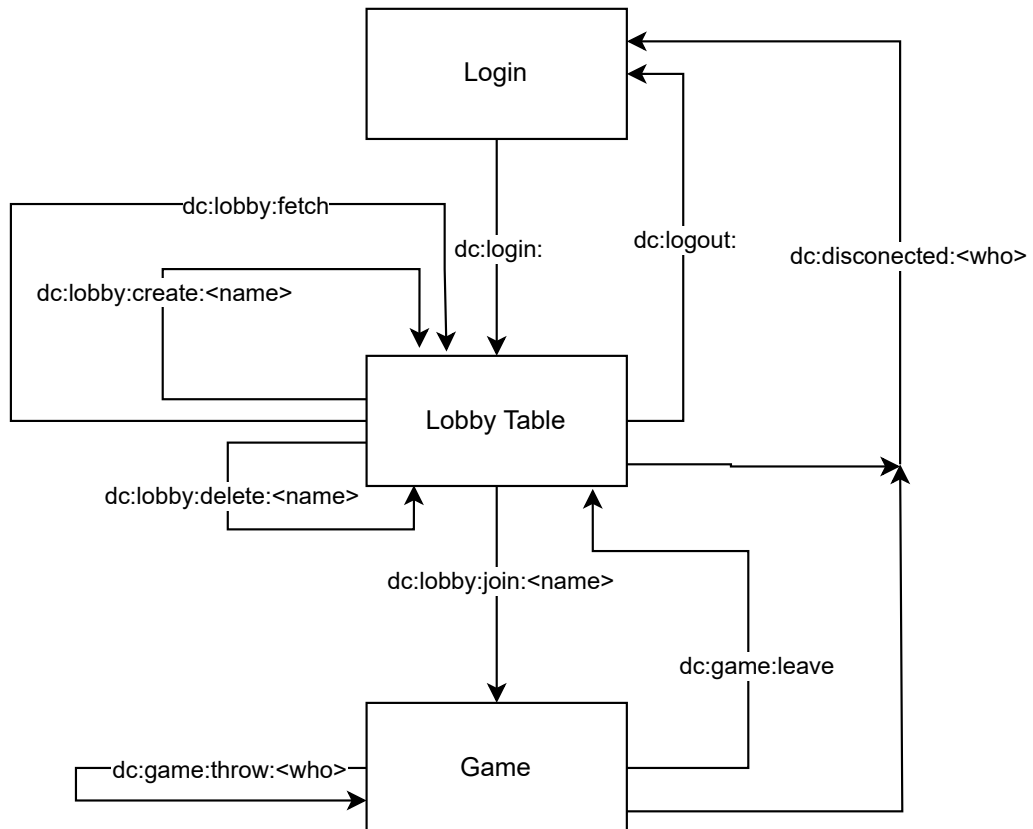 Login
dc:lobby:fetch
dc:login:
dc:logout:
dc:disconected:<who>
dc:lobby:create:<name>
Lobby Table
dc:lobby:delete:<name>
dc:lobby:join:<name>
dc:game:leave
Game
dc:game:throw:<who>